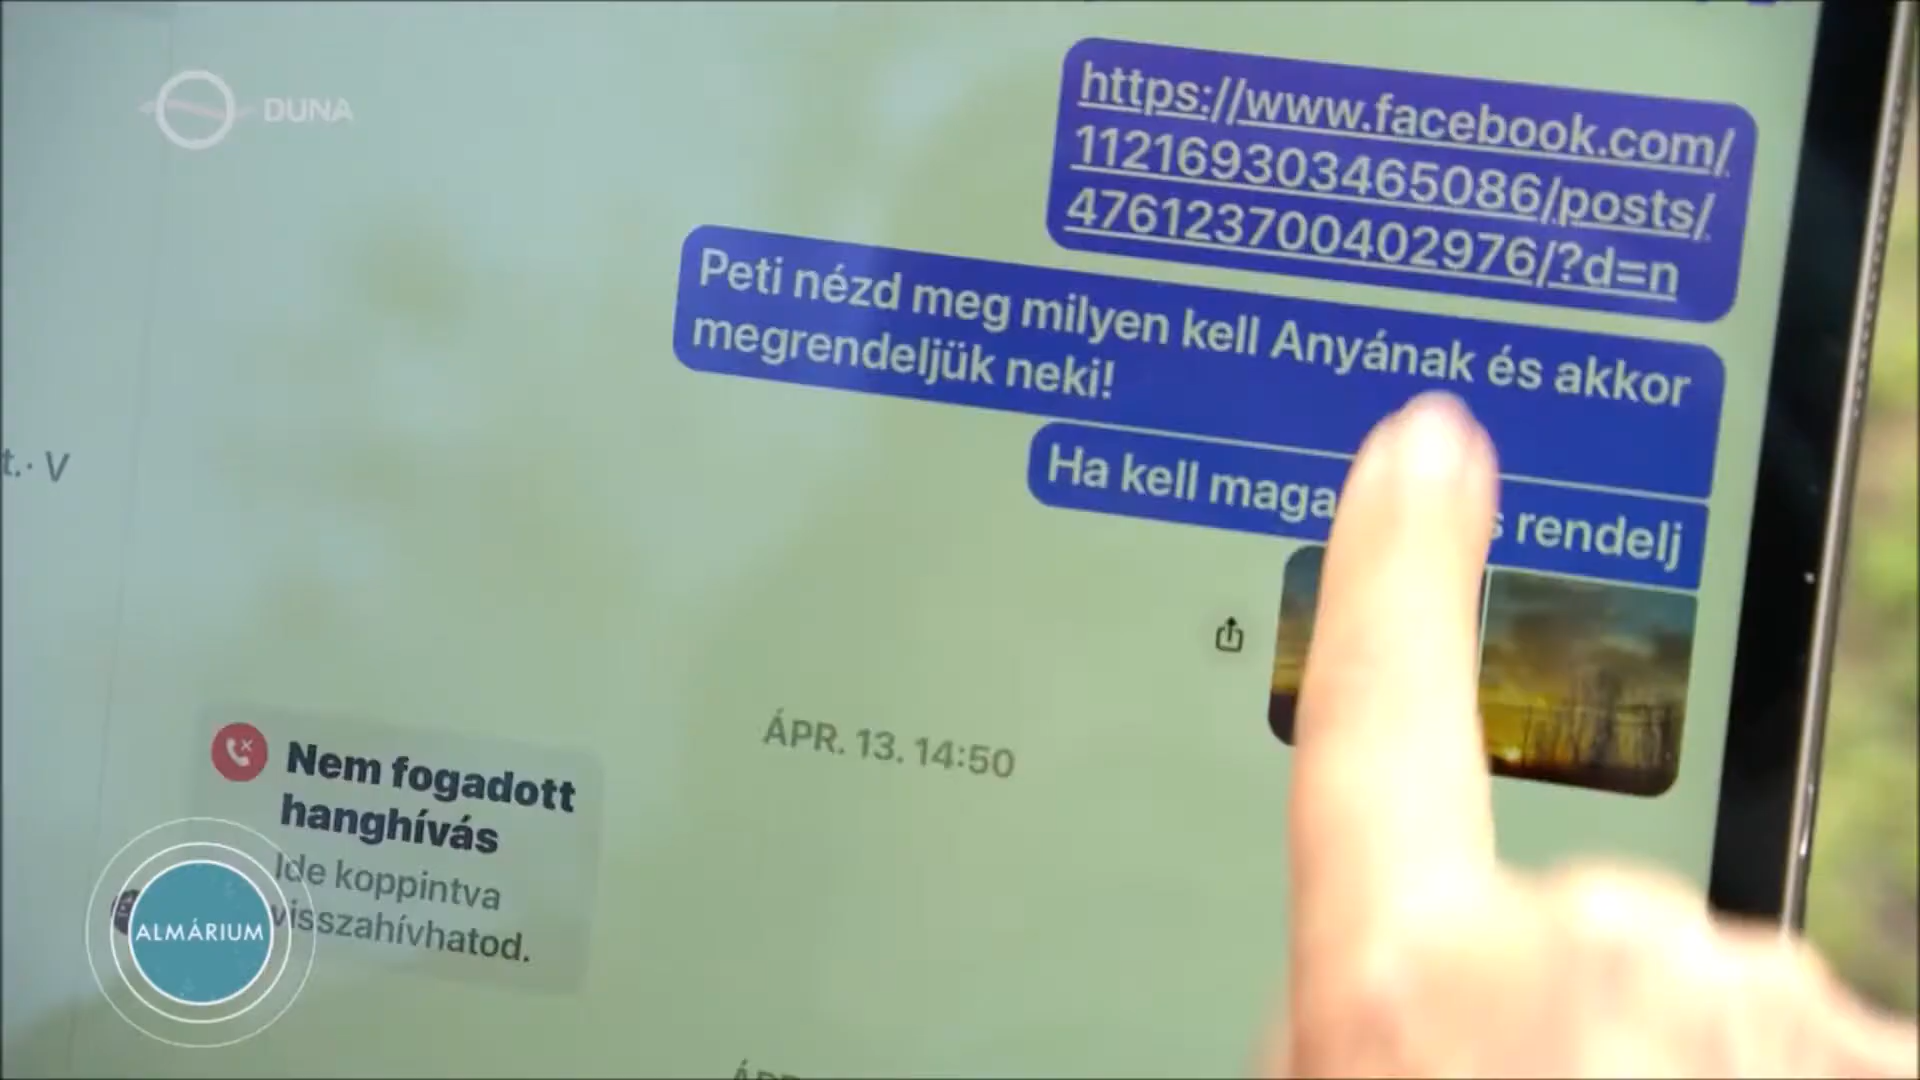 DUNA
https://www.facebook.com/
112169303465086/posts/
476123700402976/?d=n
Peti nézd meg milyen kell Anyának és akkor
megrendeljük neki!
Ha kell rendelj
t.· V
ÁPR. 13. 14:50
Nem fogadott
hanghívás
Ide koppintva
visszahívhatod.
ALMÁRIUM